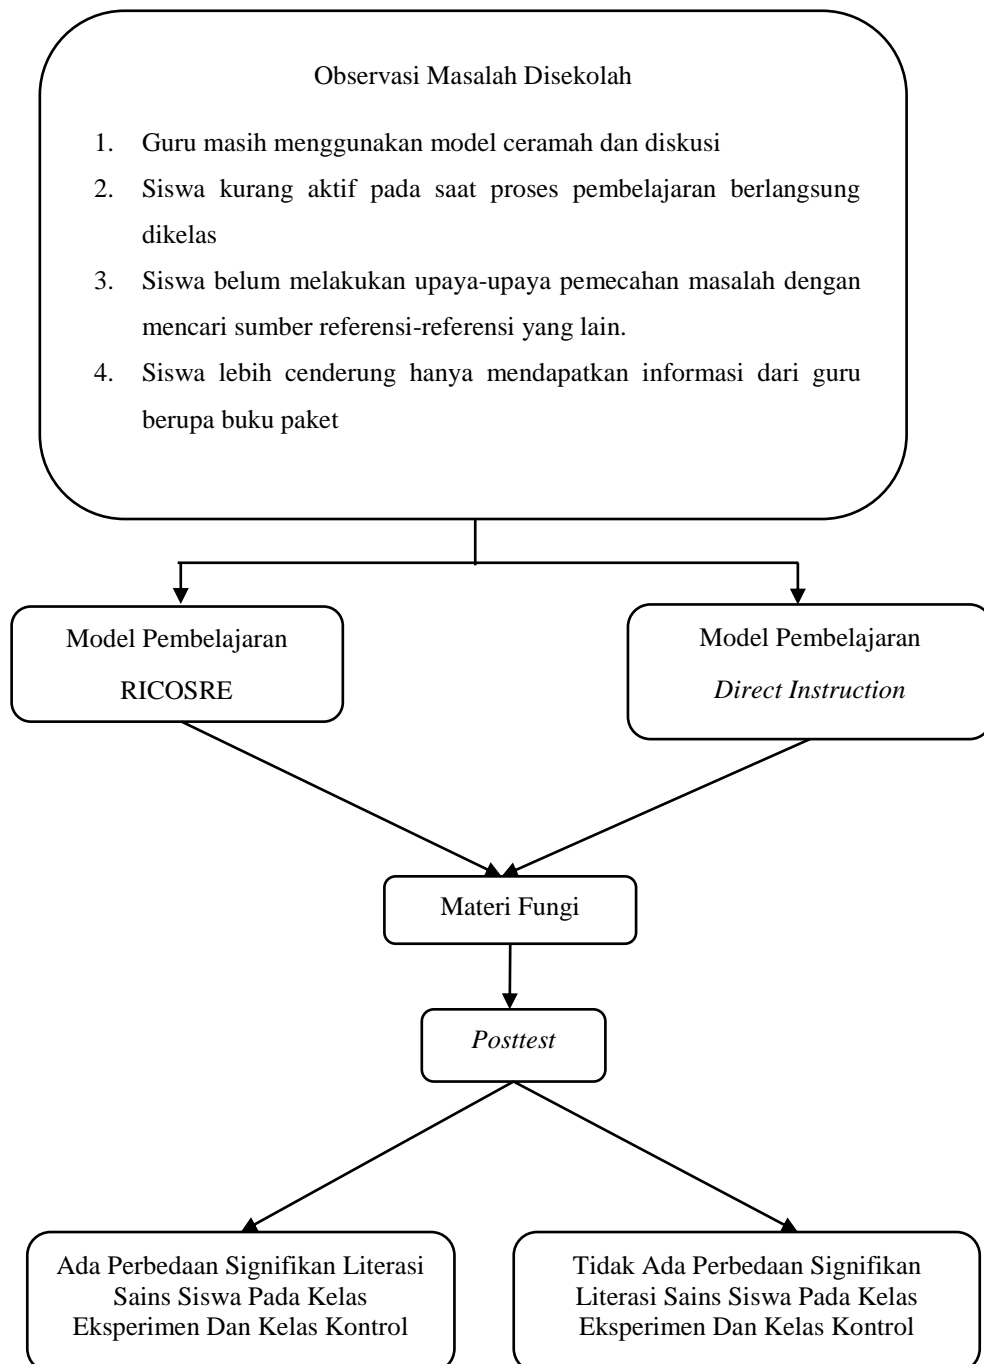 Observasi Masalah Disekolah
1. Guru masih menggunakan model ceramah dan diskusi
2. Siswa kurang aktif pada saat proses pembelajaran berlangsung
dikelas
3. Siswa belum melakukan upaya-upaya pemecahan masalah dengan
mencari sumber referensi-referensi yang lain.
4. Siswa lebih cenderung hanya mendapatkan informasi dari guru
berupa buku paket
Model Pembelajaran
RICOSRE
Model Pembelajaran
Direct Instruction
Materi Fungi
Posttest
Ada Perbedaan Signifikan Literasi
Sains Siswa Pada Kelas
Eksperimen Dan Kelas Kontrol
Tidak Ada Perbedaan Signifikan
Literasi Sains Siswa Pada Kelas
Eksperimen Dan Kelas Kontrol